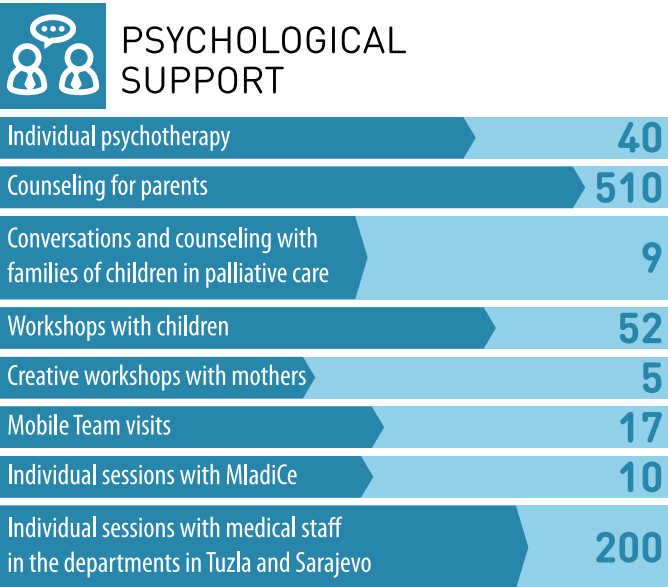 PSYCHOLOGICAL
SUPPORT
Individual psychotherapy 40
Counseling for parents 510
Conversations and counseling with
families of children in palliative care 9
Workshops with children 52
Creative workshops with mothers 5
Mobile Team visits 17
Individual sessions with MladiCe 10
Individual sessions with medical staff
in the departments in Tuzla and Sarajevo 200